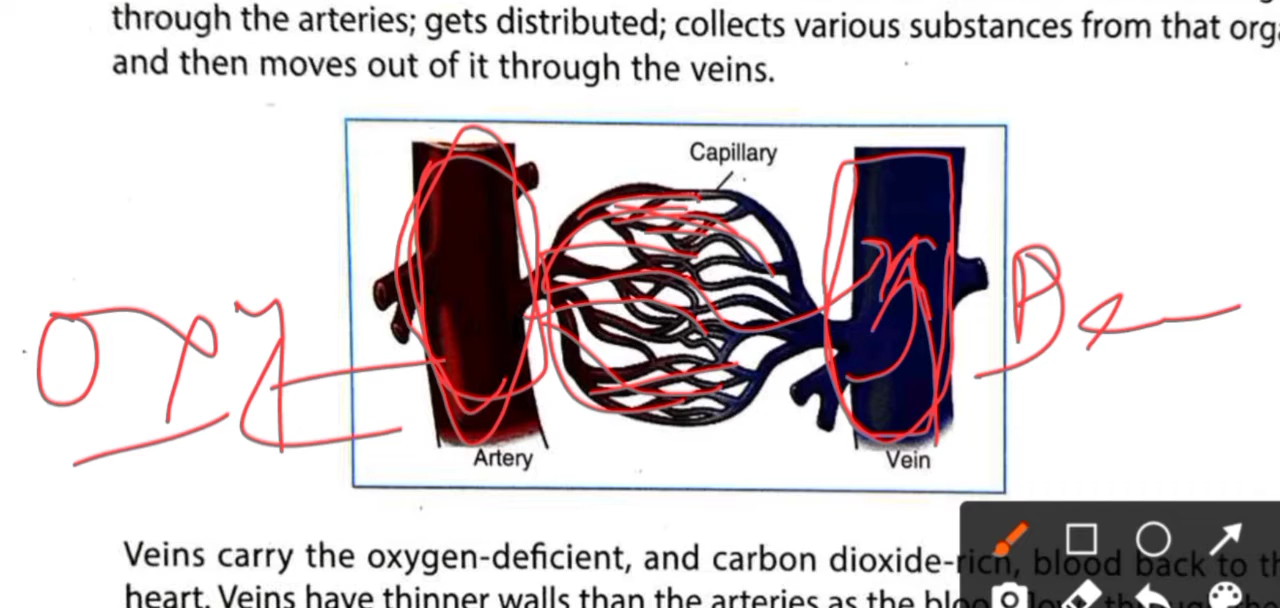 through the arteries; gets distributed; collects various substances from that orga
and then moves out of it through the veins.
Capillary
Oxy
Artery
Vein
Veins carry the oxygen-deficient, and carbon dioxide-rich, blood back to th
heart. Veins have thinner walls than the arteries as the